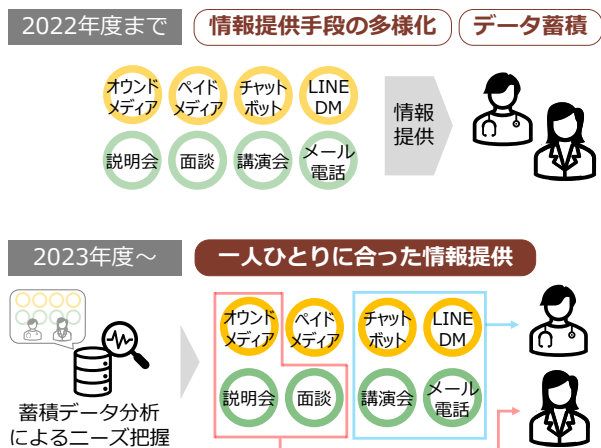 2022年度まで
情報提供手段の多様化
データ蓄積
オウンド
メディア
ペイド
メディア
チャット
ボット
LINE
DM
説明会
面談
講演会
メール
電話
情報
提供
2023年度～
一人ひとりに合った情報提供
オウンド
メディア
ペイド
メディア
チャット
ボット
LINE
DM
説明会
面談
講演会
メール
電話
蓄積データ分析
によるニーズ把握